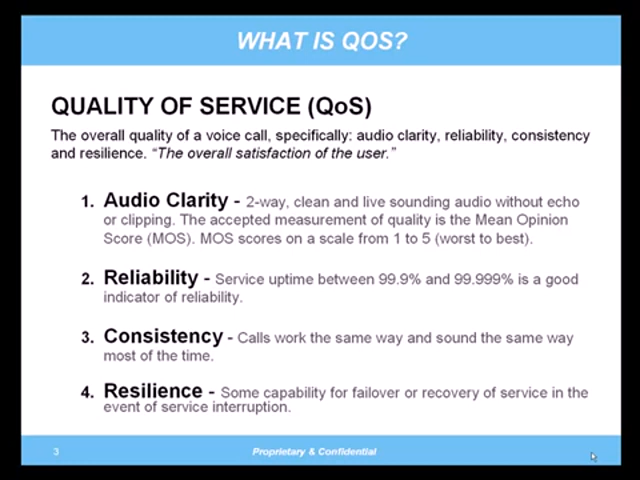 WHAT IS QOS?
QUALITY OF SERVICE (QoS)
The overall quality of a voice call, specifically: audio clarity, reliability, consistency
and resilience. “The overall satisfaction of the user.”
1. Audio Clarity - 2-way, clean and live sounding audio without echo
or clipping. The accepted measurement of quality is the Mean Opinion
Score (MOS). MOS scores on a scale from 1 to 5 (worst to best).
2. Reliability - Service uptime between 99.9% and 99.999% is a good
indicator of reliability.
3. Consistency - Calls work the same way and sound the same way
most of the time.
4. Resilience - Some capability for failover or recovery of service in the
event of service interruption.
3 Proprietary & Confidential